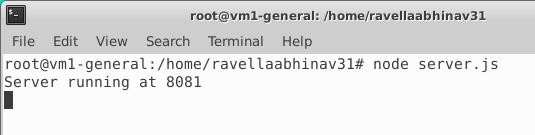 root@vm1-general: /home/ravellaabhinav31
File Edit View Search Terminal Help
root@vm1-general:/home/ravellaabhinav31# node server.js
Server running at 8081